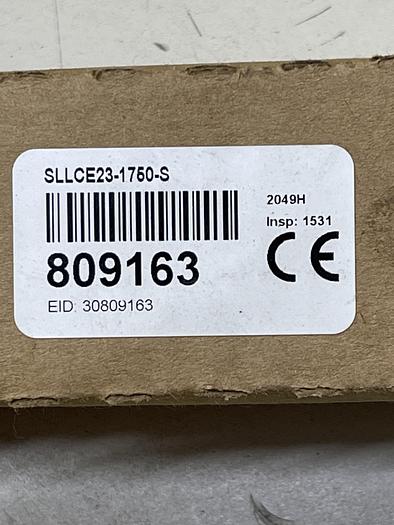 SLLCE23-1750-S
2049H
Insp: 1531
809163
CE
EID: 30809163